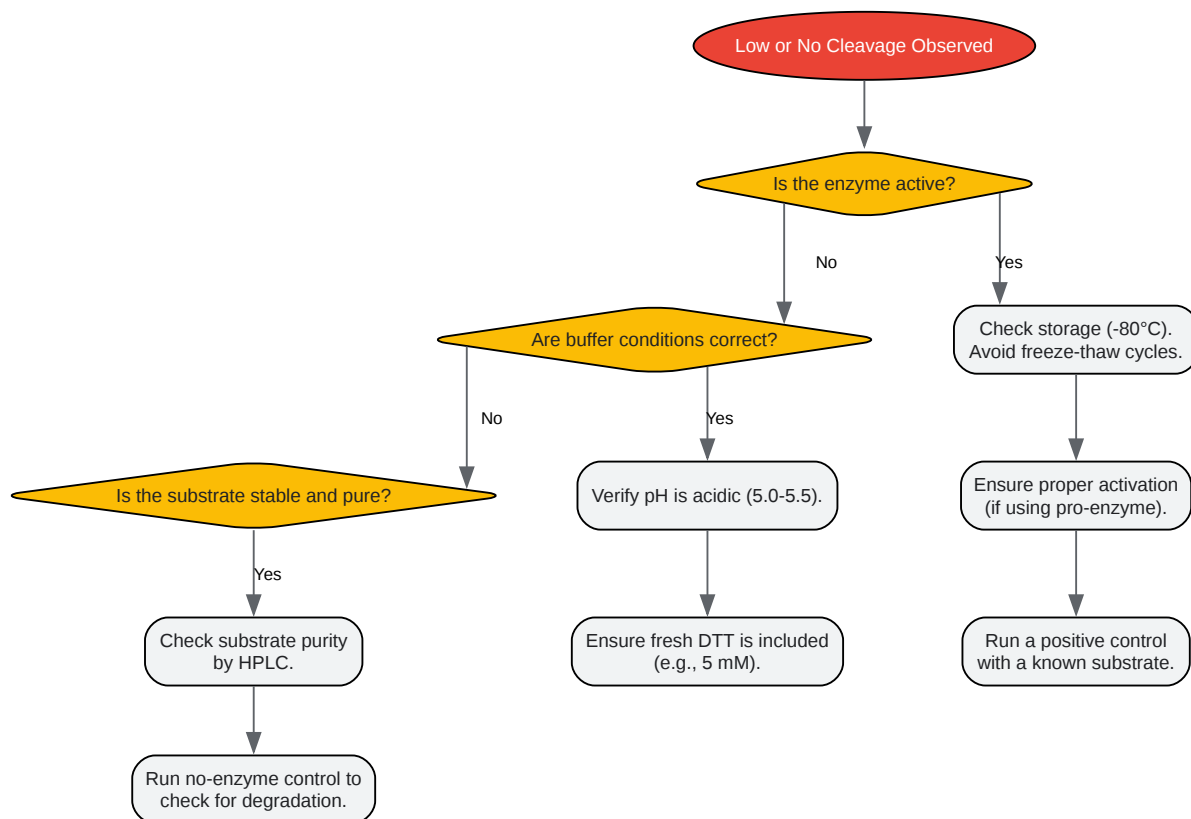 Low or No Cleavage Observed
Is the enzyme active?
No
Yes
Are buffer conditions correct?
Check storage (-80°C).
Avoid freeze-thaw cycles.
No
Yes
Is the substrate stable and pure?
Verify pH is acidic (5.0-5.5).
Ensure proper activation
(if using pro-enzyme).
Yes
Check substrate purity
by HPLC.
Ensure fresh DTT is included
(e.g., 5 mM).
Run a positive control
with a known substrate.
Run no-enzyme control to
check for degradation.